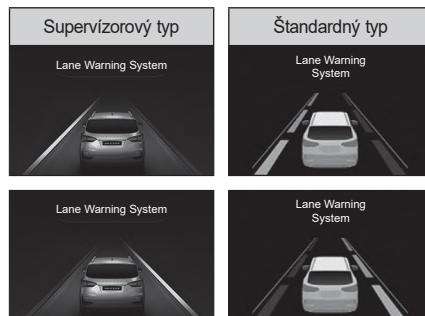 Supervízorový typ
Štandardný typ
Lane Warning System
Lane Warning
System
Lane Warning System
Lane Warning
System